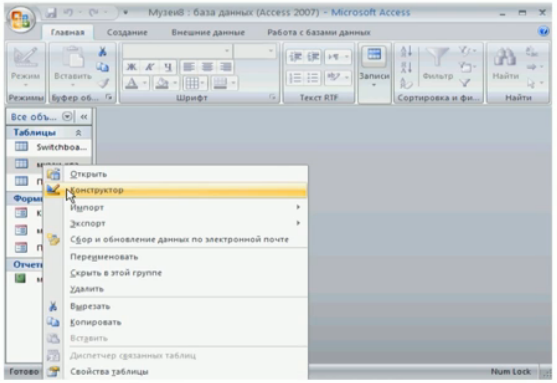 Музей8 : база данных (Access 2007) - Microsoft Access
Главная Создание Внешние данные Работа с базами данных
Режим Вставить Ж К Ч Записи Фильтр Найти
Режимы Буфер об... Шрифт Текст RTF Сортировка и фи... Найти
Все объ...
Таблицы
Switchboa...
П
Открыть
Конструктор
Импорт
Экспорт
Сбор и обновление данных по электронной почте
Переименовать
Скрыть в этой группе
Удалить
Вырезать
Копировать
Вставить
Диспетчер связанных таблиц
Свойства таблицы
Форм
К
м
П
Отчет
м
Готово Num Lock